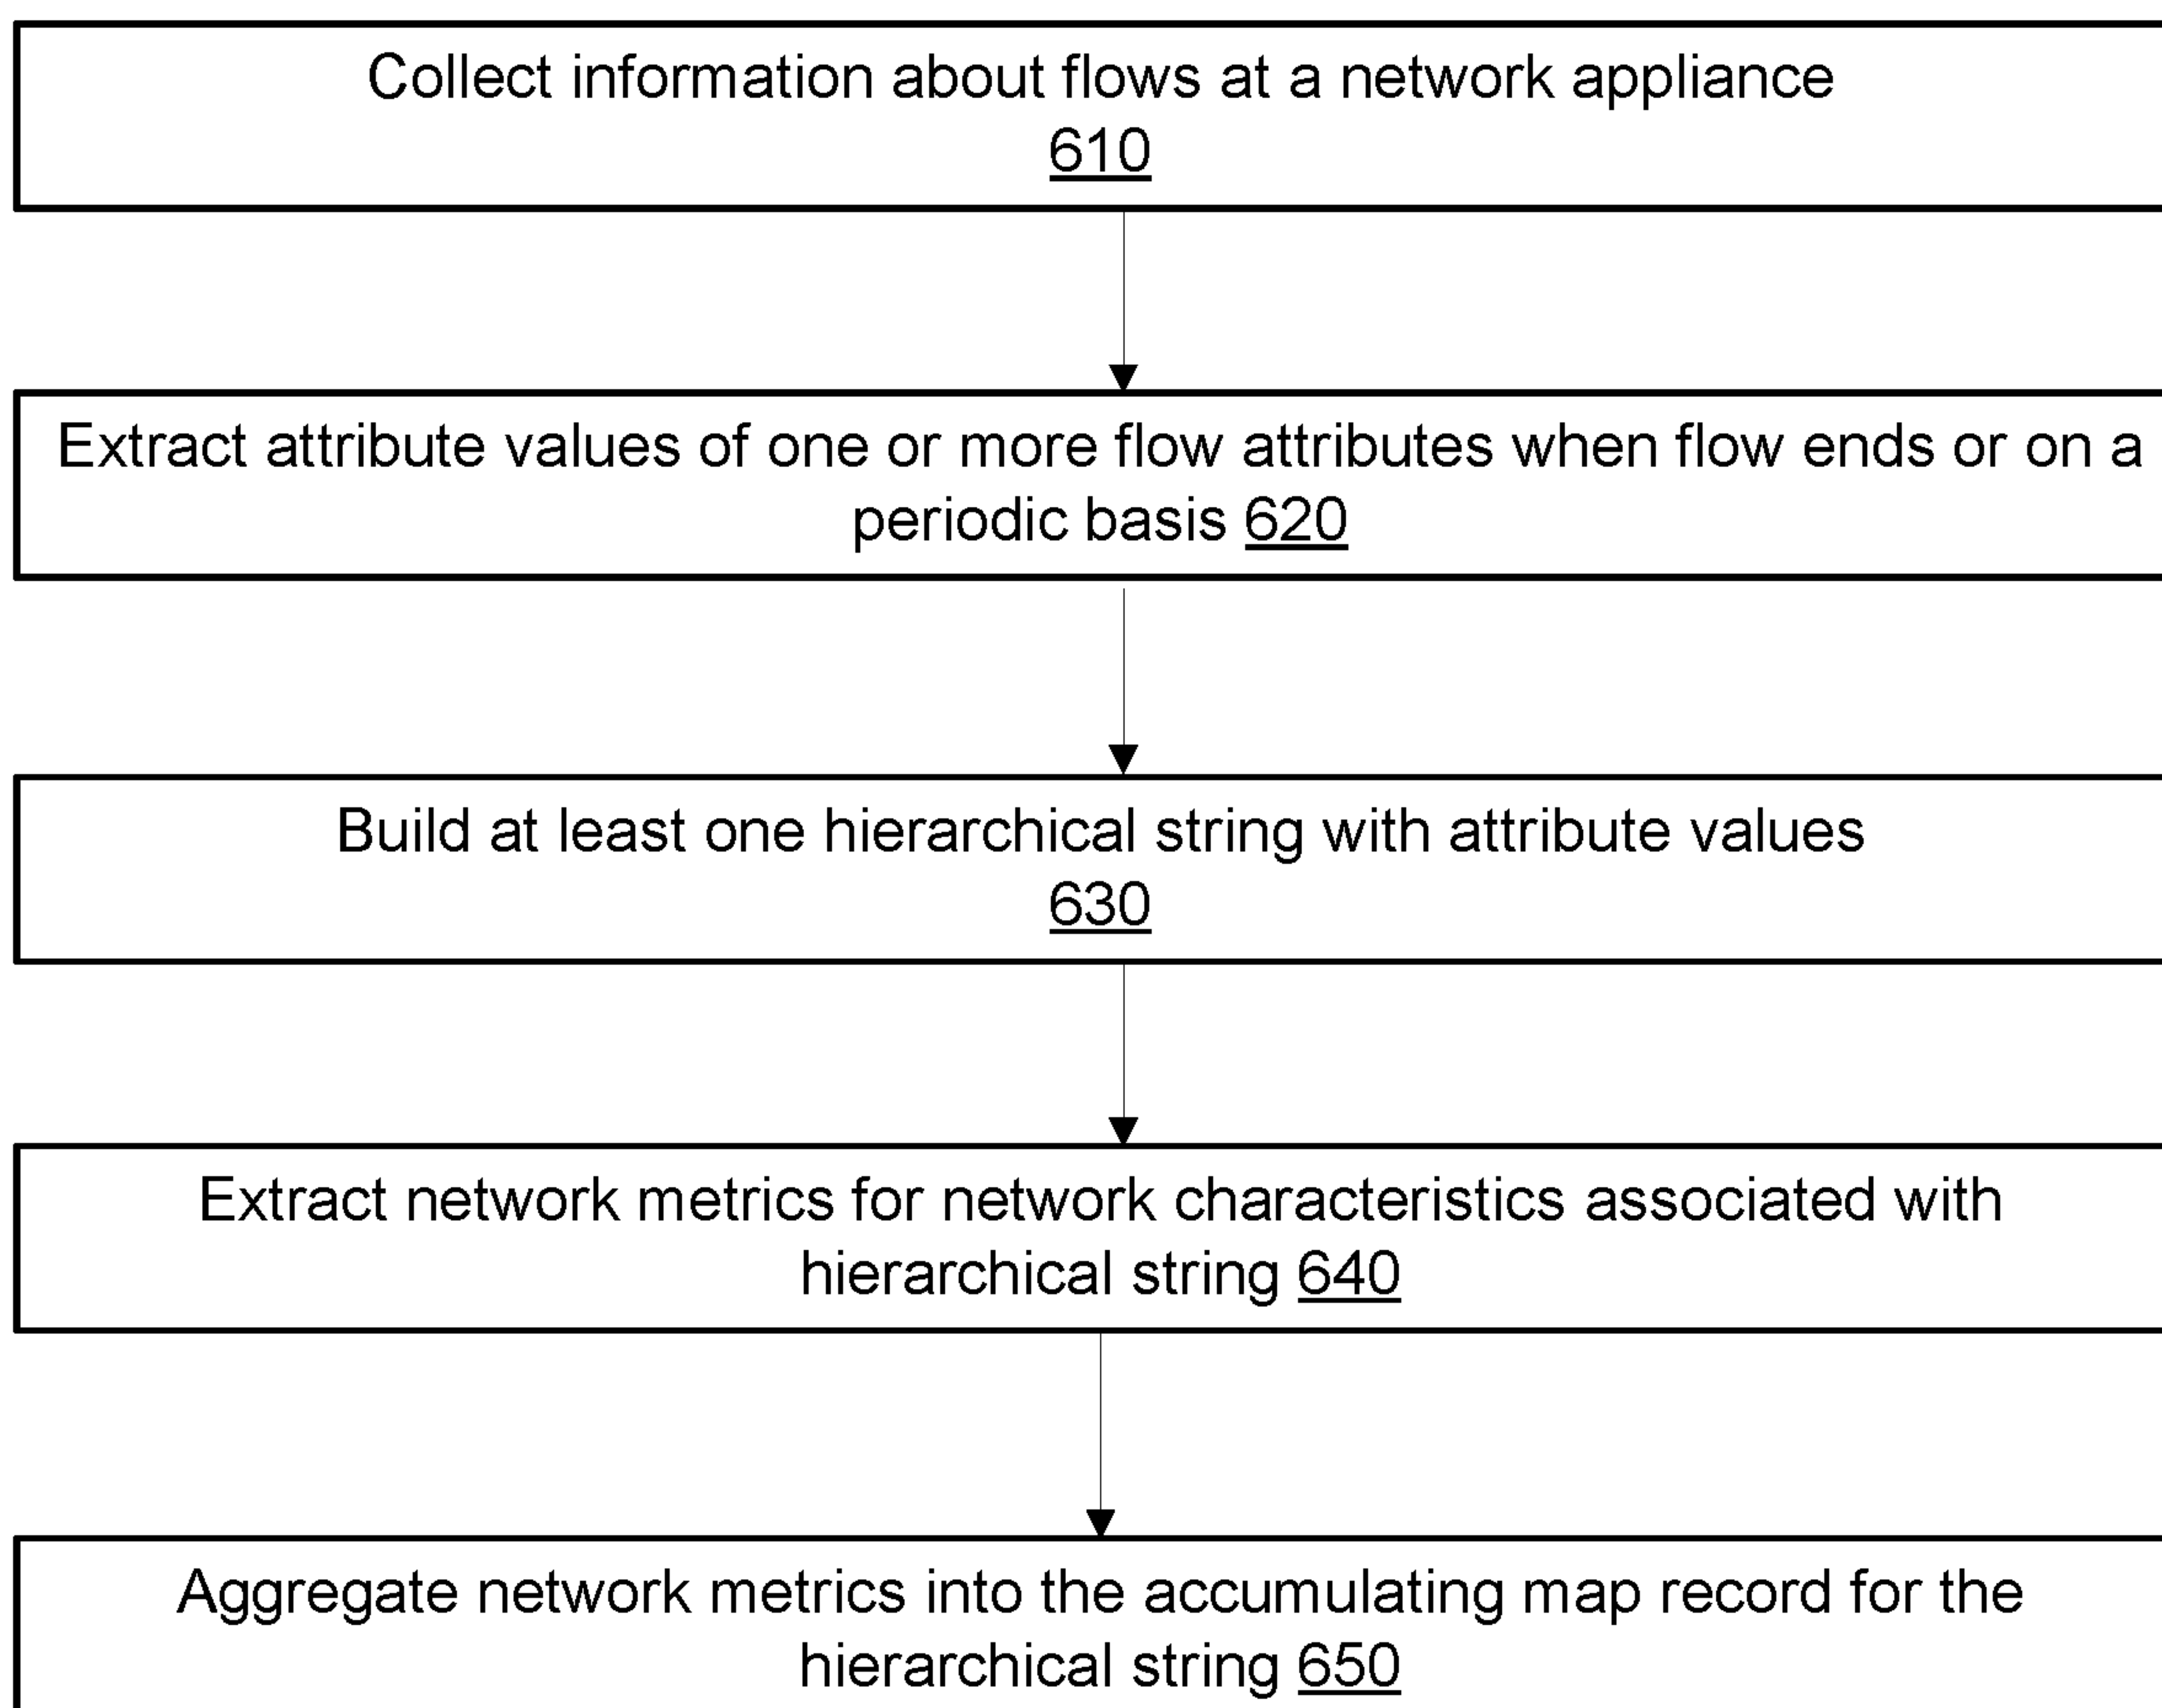 Collect information about flows at a network appliance
610
Extract attribute values of one or more flow attributes when flow ends or on a
periodic basis 620
Build at least one hierarchical string with attribute values
630
Extract network metrics for network characteristics associated with
hierarchical string 640
Aggregate network metrics into the accumulating map record for the
hierarchical string 650